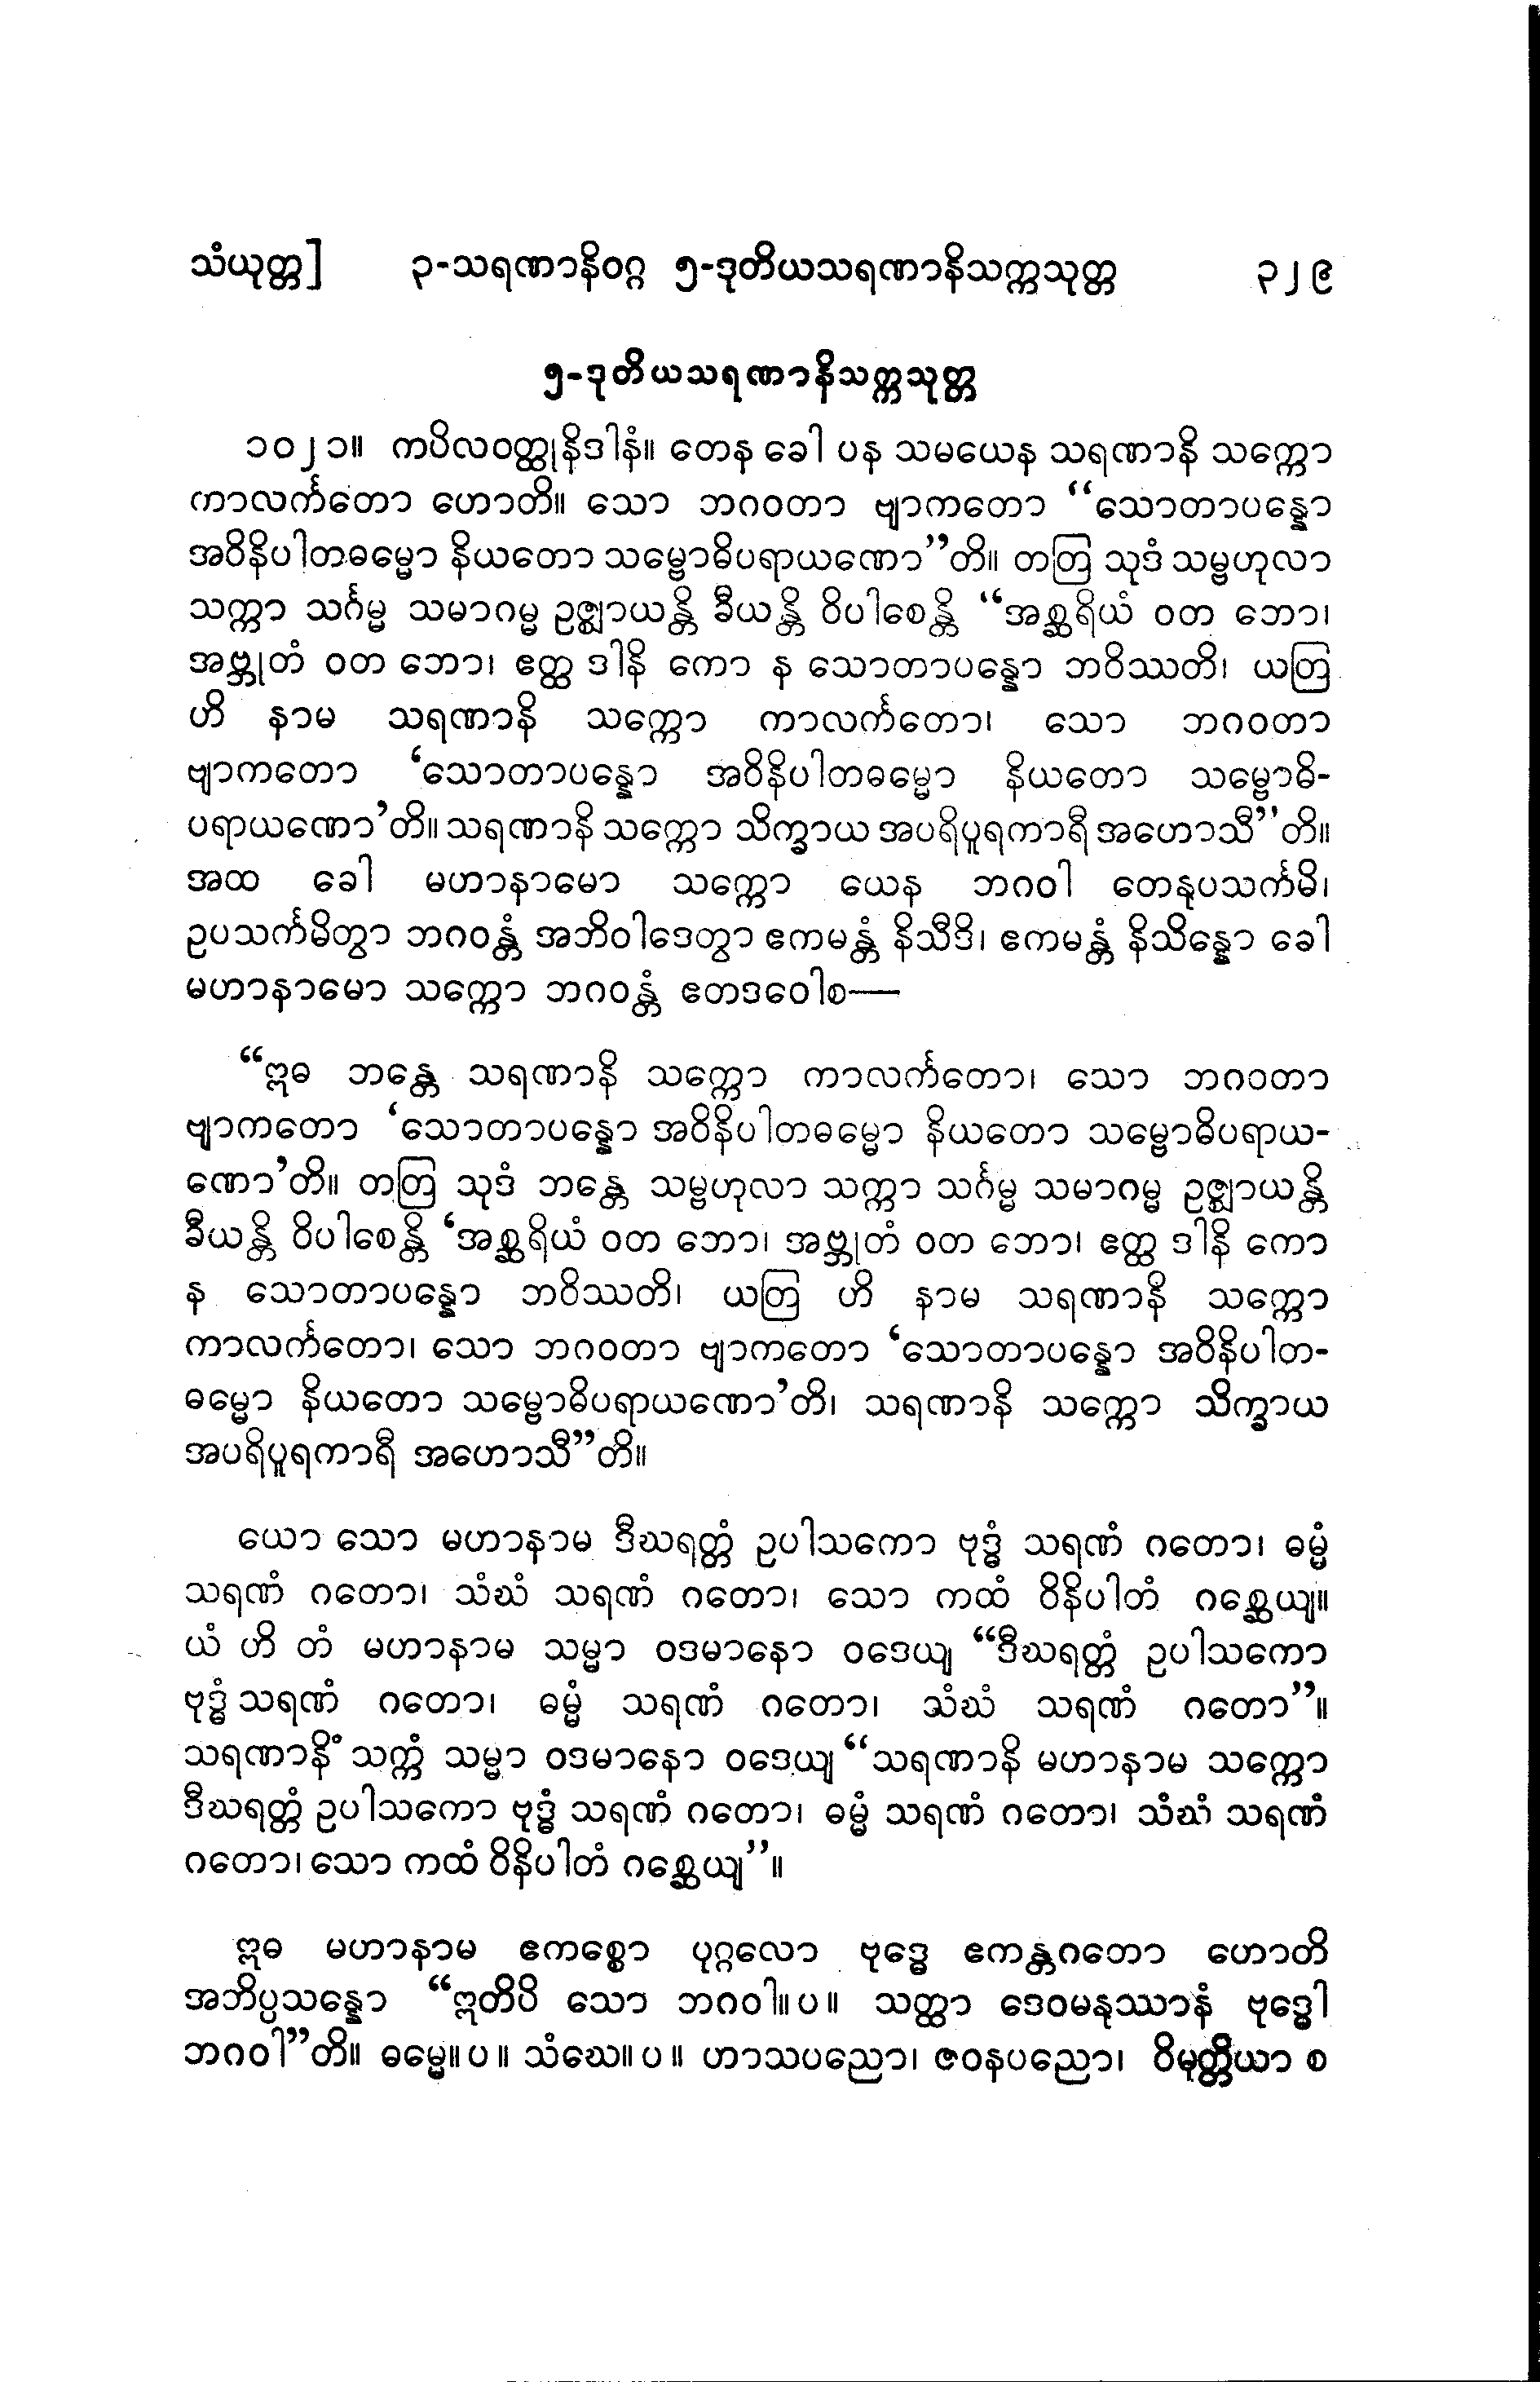 သံယုတ္တ] ၃-သရဏာနိဝဂ္ဂ ၅-ဒုတိယသရဏာနိသက္ကသုတ္တ ၃၂၉
၅-ဒုတိယသရဏာနိသက္ကသုတ္တ
၁၀၂၁။ ကပိလဝတ္ထုနိဒါနံ။ တေန ခေါ ပန သမယေန သရဏာနိ သက္ကော
ကာလင်္ကတော ဟောတိ။ သော ဘဂဝတာ ဗျာကတော “သောတာပန္နော
အဝိနိပါတဓမ္မော နိယတော သမ္ဗောဓိပရာယဏော”တိ။ တတြ သုဒံ သမ္ဗဟုလာ
သက္ကာ သင်္ဂမ္မ သမာဂမ္မ ဥဇ္ဈာယန္တိ ခီယန္တိ ဝိပါစေန္တိ “အစ္ဆရိယံ ဝတ ဘော၊
အဗ္ဘုတံ ဝတ ဘော၊ ဧတ္ထ ဒါနိ ကော န သောတာပန္နော ဘဝိဿတိ၊ ယတြ
ဟိ နာမ သရဏာနိ သက္ကော ကာလင်္ကတော၊ သော ဘဂဝတာ
ဗျာကတော ‘သောတာပန္နော အဝိနိပါတဓမ္မော နိယတော သမ္ဗောဓိ-
ပရာယဏော’တိ။ သရဏာနိ သက္ကော သိက္ခာယ အပရိပူရကာရီ အဟောသီ”တိ။
အထ ခေါ မဟာနာမော သက္ကော ယေန ဘဂဝါ တေနုပသင်္ကမိ၊
ဥပသင်္ကမိတွာ ဘဂဝန္တံ အဘိဝါဒေတွာ ဧကမန္တံ နိသီဒိ၊ ဧကမန္တံ နိသိန္နော ခေါ
မဟာနာမော သက္ကော ဘဂဝန္တံ ဧတဒဝေါစ—
“ဣဓ ဘန္တေ သရဏာနိ သက္ကော ကာလင်္ကတော၊ သော ဘဂဝတာ
ဗျာကတော ‘သောတာပန္နော အဝိနိပါတဓမ္မော နိယတော သမ္ဗောဓိပရာယ-
ဏော’တိ။ တတြ သုဒံ ဘန္တေ သမ္ဗဟုလာ သက္ကာ သင်္ဂမ္မ သမာဂမ္မ ဥဇ္ဈာယန္တိ
ခီယန္တိ ဝိပါစေန္တိ ‘အစ္ဆရိယံ ဝတ ဘော၊ အဗ္ဘုတံ ဝတ ဘော၊ ဧတ္ထ ဒါနိ ကော
န သောတာပန္နော ဘဝိဿတိ၊ ယတြ ဟိ နာမ သရဏာနိ သက္ကော
ကာလင်္ကတော၊ သော ဘဂဝတာ ဗျာကတော ‘သောတာပန္နော အဝိနိပါတ-
ဓမ္မော နိယတော သမ္ဗောဓိပရာယဏော’တိ၊ သရဏာနိ သက္ကော သိက္ခာယ
အပရိပူရကာရီ အဟောသီ”တိ။
ယော သော မဟာနာမ ဒီဃရတ္တံ ဥပါသကော ဗုဒ္ဓံ သရဏံ ဂတော၊ ဓမ္မံ
သရဏံ ဂတော၊ သံဃံ သရဏံ ဂတော၊ သော ကထံ ဝိနိပါတံ ဂစ္ဆေယျ။
ယံ ဟိ တံ မဟာနာမ သမ္မာ ဝဒမာနော ဝဒေယျ “ဒီဃရတ္တံ ဥပါသကော
ဗုဒ္ဓံ သရဏံ ဂတော၊ ဓမ္မံ သရဏံ ဂတော၊ သံဃံ သရဏံ ဂတော”။
သရဏာနိံ သက္ကံ သမ္မာ ဝဒမာနော ဝဒေယျ “သရဏာနိ မဟာနာမ သက္ကော
ဒီဃရတ္တံ ဥပါသကော ဗုဒ္ဓံ သရဏံ ဂတော၊ ဓမ္မံ သရဏံ ဂတော၊ သံဃံ သရဏံ
ဂတော၊ သော ကထံ ဝိနိပါတံ ဂစ္ဆေယျ”။
ဣဓ မဟာနာမ ဧကစ္စော ပုဂ္ဂလော ဗုဒ္ဓေ ဧကန္တဂတော ဟောတိ
အဘိပ္ပသန္နော “ဣတိပိ သော ဘဂဝါ။ ပ။ သတ္ထာ ဒေဝမနုဿာနံ ဗုဒ္ဓေါ
ဘဂဝါ”တိ။ ဓမ္မေ။ ပ။ သံဃေ။ ပ။ ဟာသပညော၊ ဇဝနပညော၊ ဝိမုတ္တိယာ စ